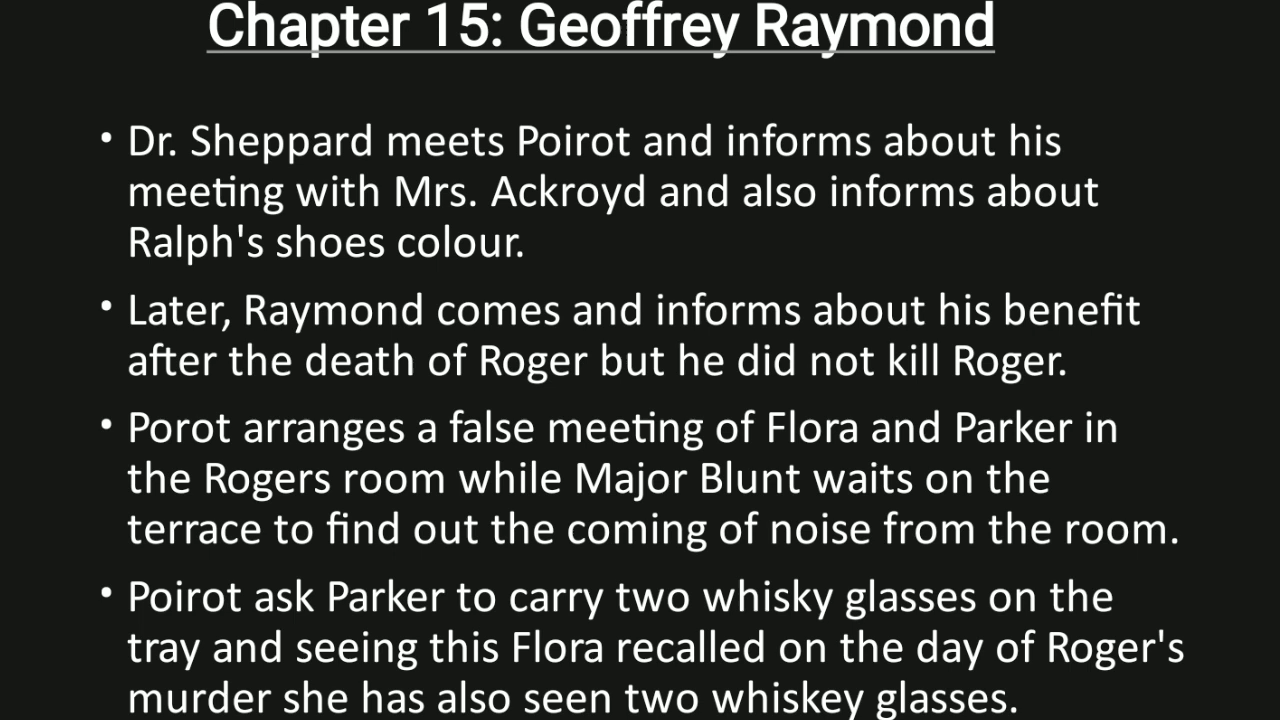 Chapter 15: Geoffrey Raymond
• Dr. Sheppard meets Poirot and informs about his
meeting with Mrs. Ackroyd and also informs about
Ralph's shoes colour.
• Later, Raymond comes and informs about his benefit
after the death of Roger but he did not kill Roger.
• Porot arranges a false meeting of Flora and Parker in
the Rogers room while Major Blunt waits on the
terrace to find out the coming of noise from the room.
• Poirot ask Parker to carry two whisky glasses on the
tray and seeing this Flora recalled on the day of Roger's
murder she has also seen two whiskey glasses.